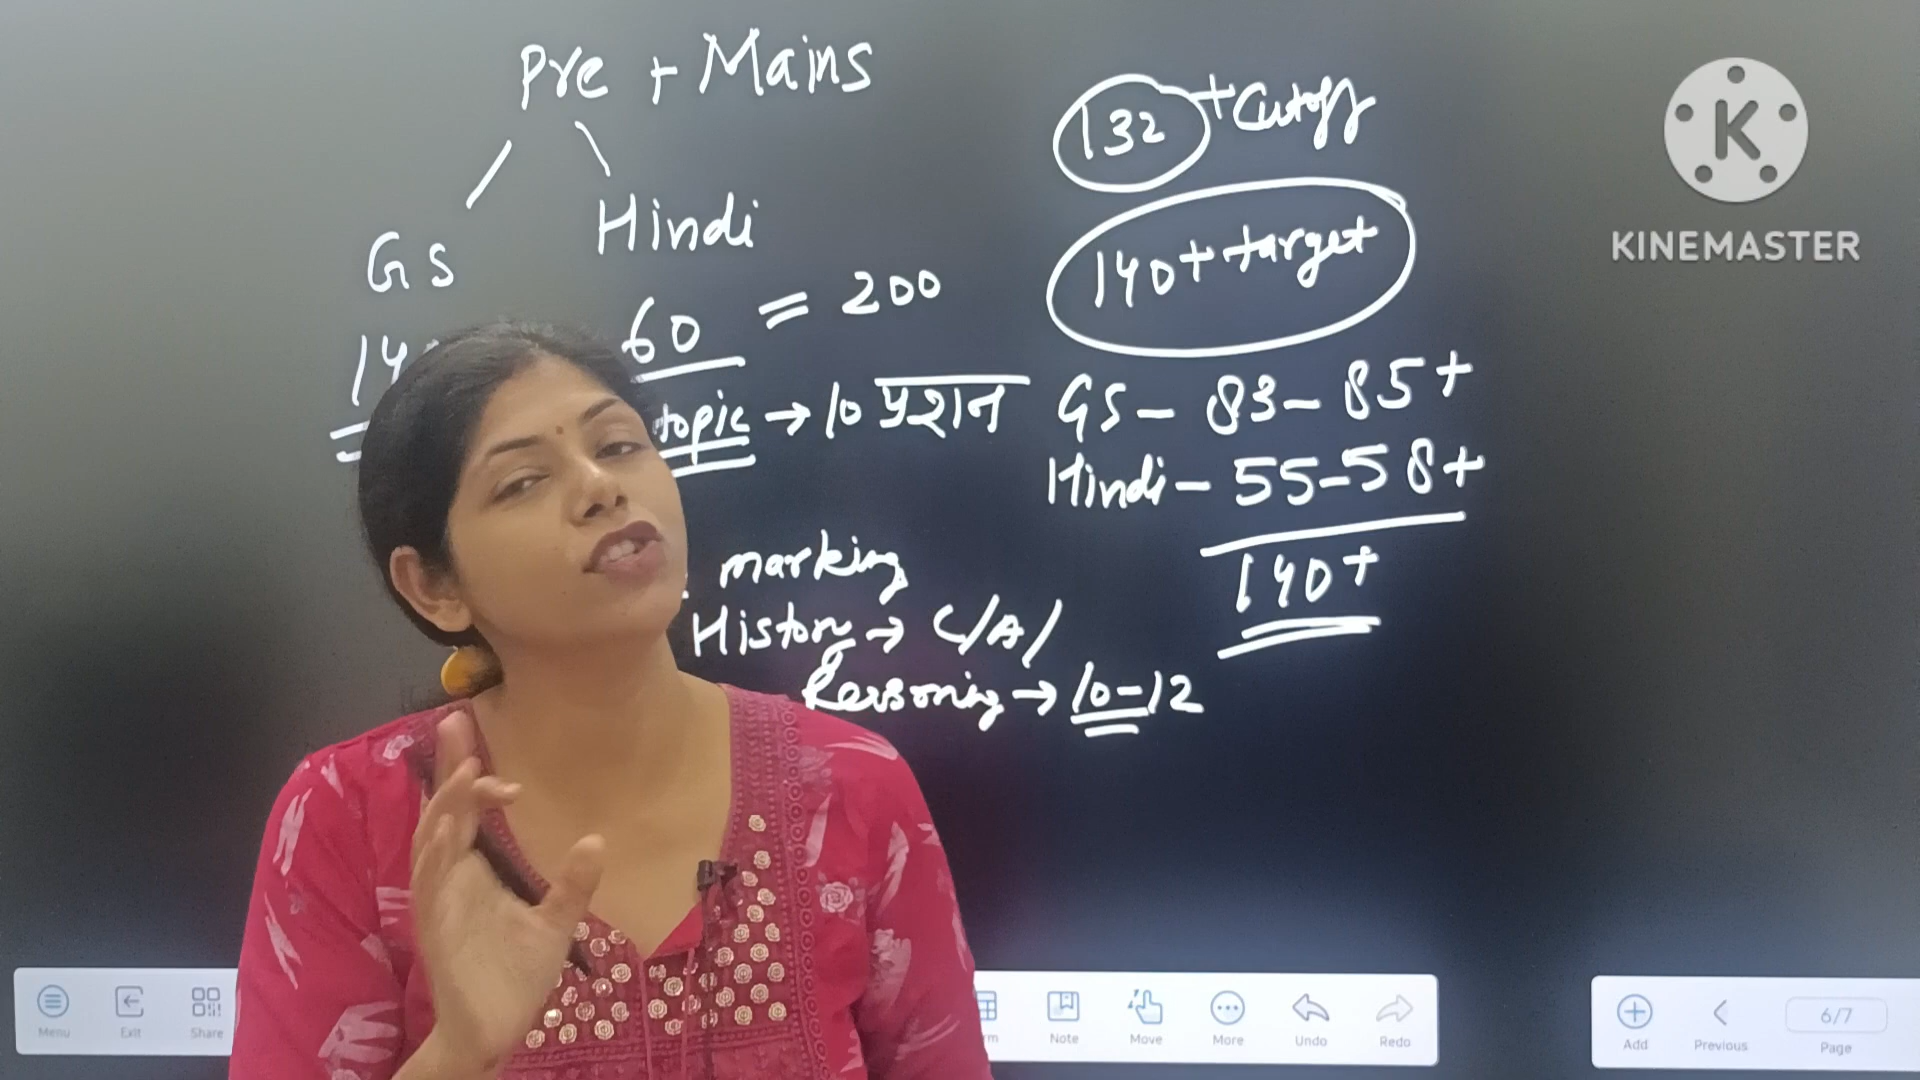 Pre + Mains
132 + Cutoff
GS
Hindi
140+ target
60 = 200
topic → 10 प्रश्न
GS - 83 - 85+
Hindi - 55 - 58+
140+
marking
History → C/A/
Reasoning → 10-12
K
KINEMASTER
Menu
Exit
Share
Note
Move
More
Undo
Redo
Add
Previous
6/7
Page